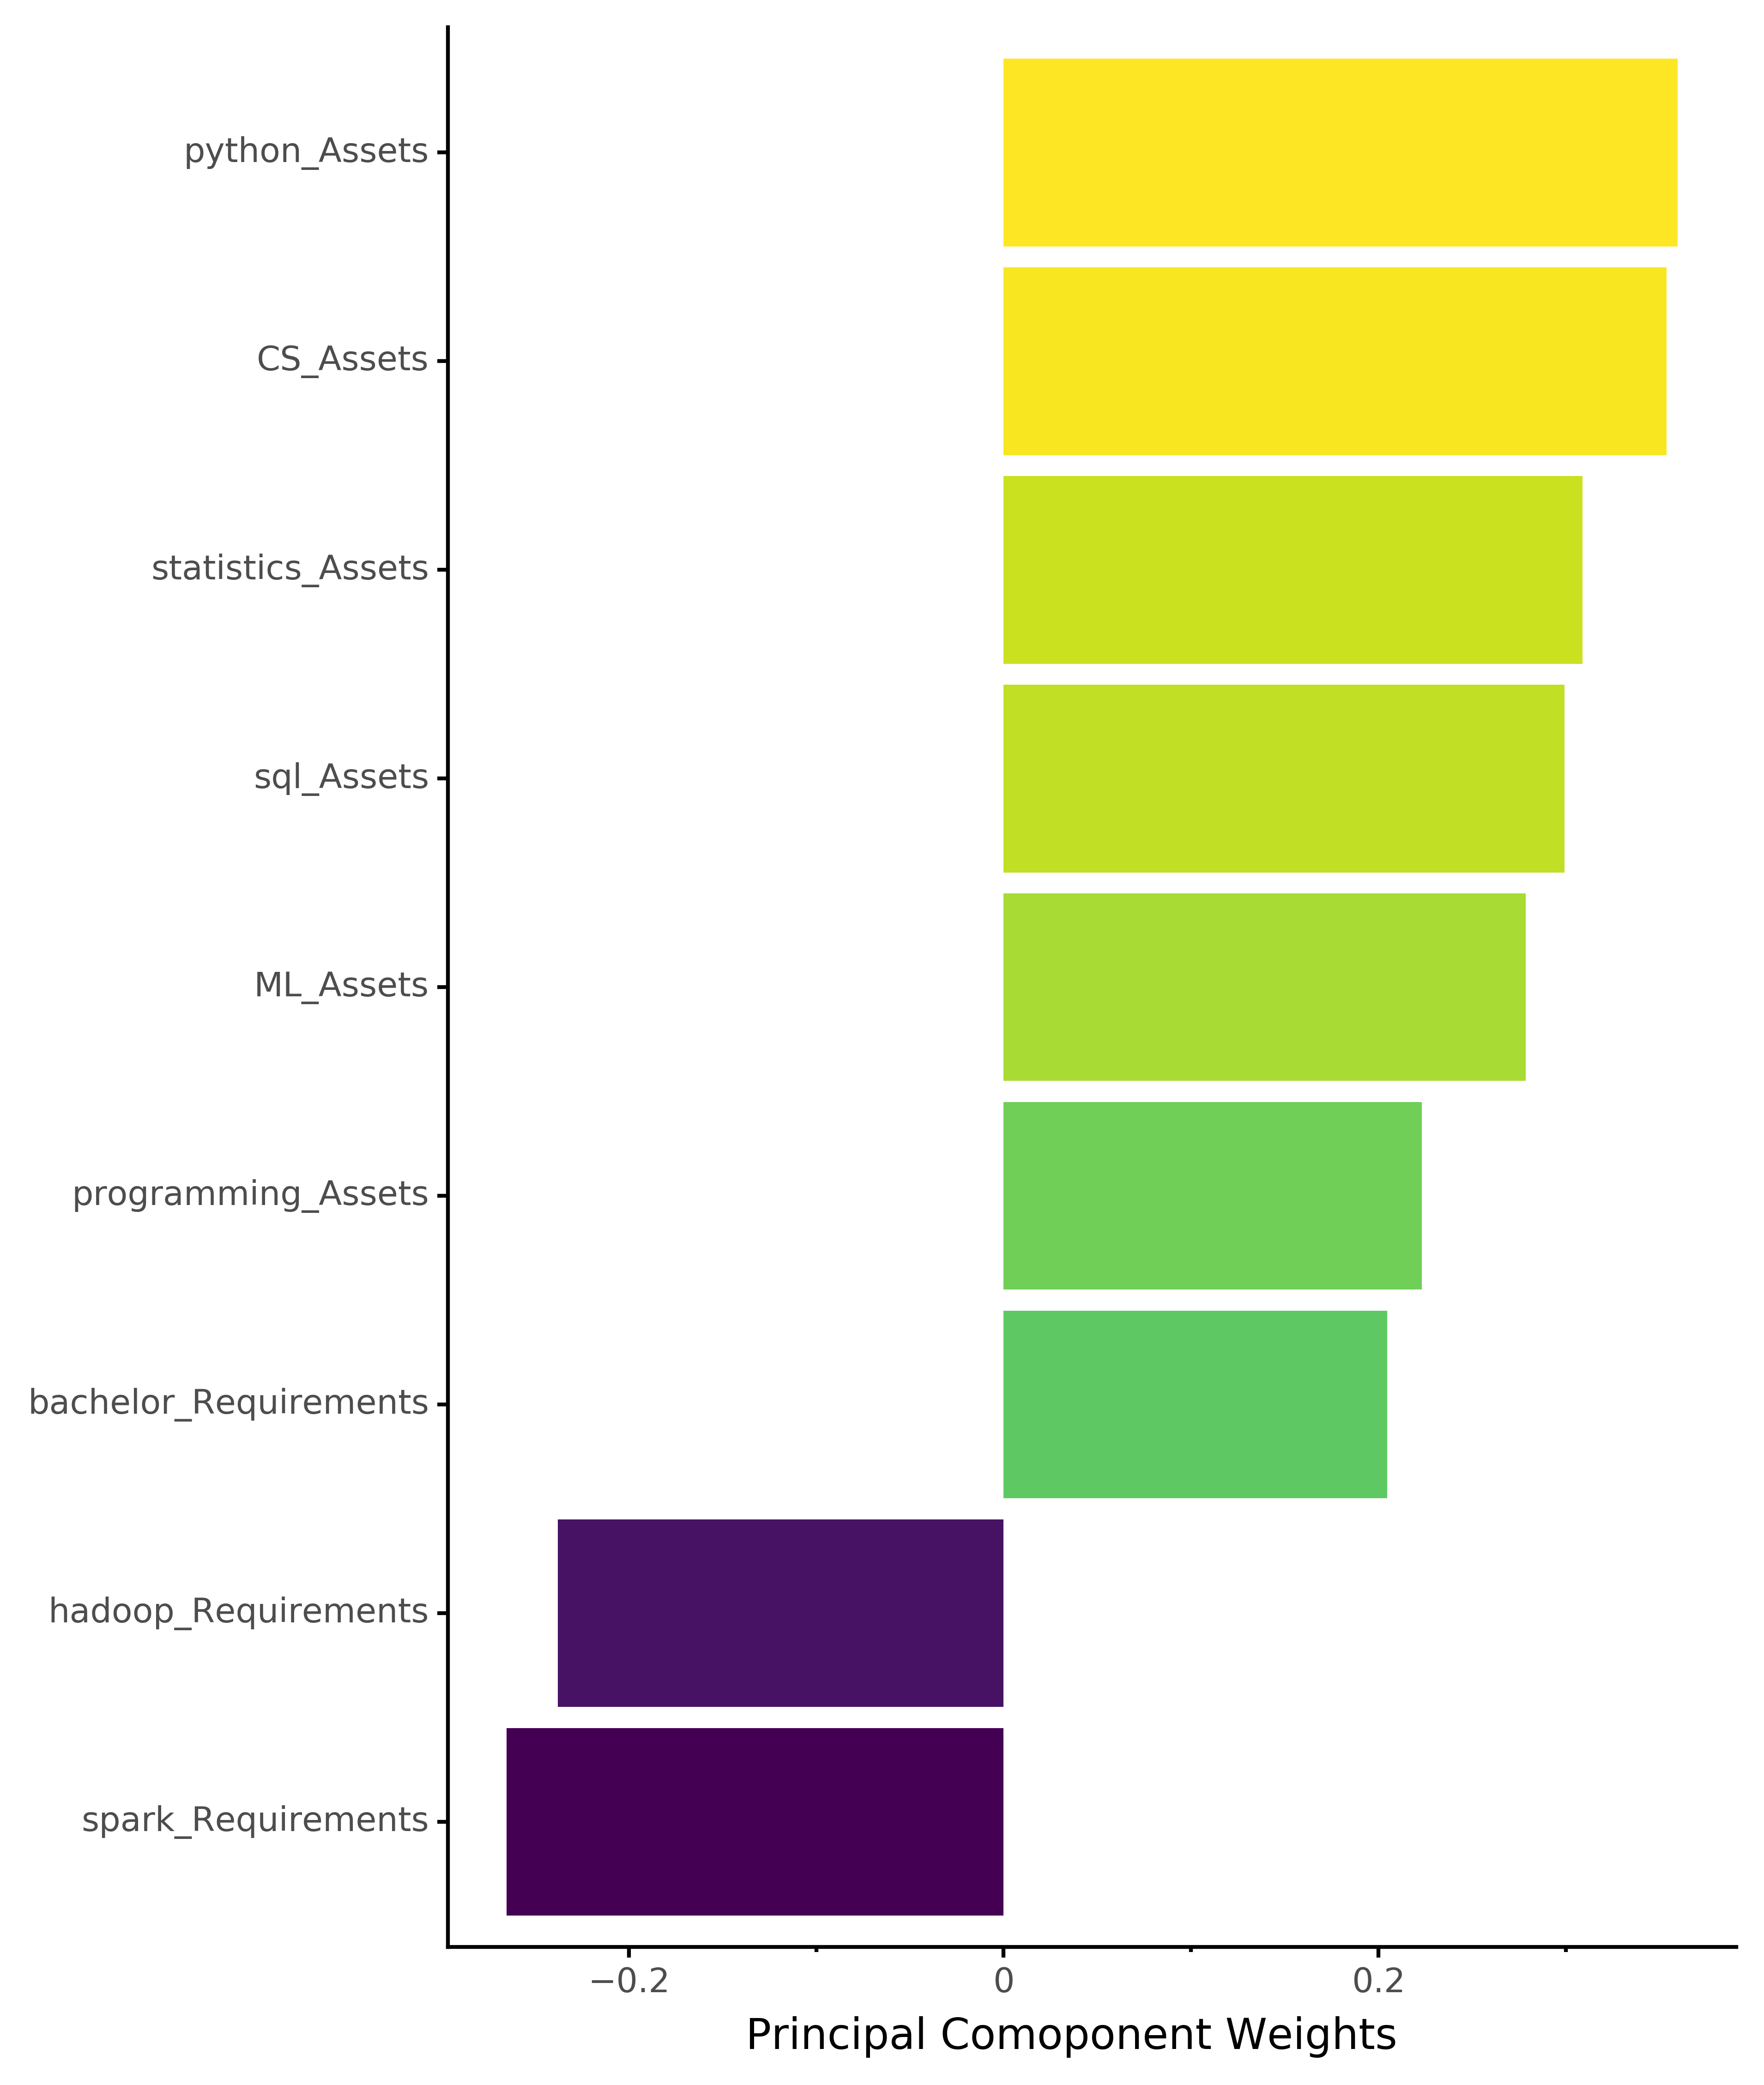 python_Assets
CS_Assets
statistics_Assets
sql_Assets
ML_Assets
programming_Assets
bachelor_Requirements
hadoop_Requirements
spark_Requirements
−0.2 0 0.2
Principal Comoponent Weights